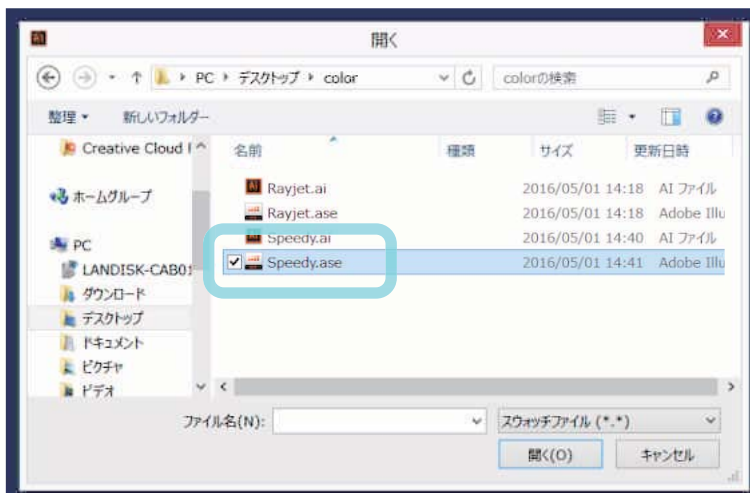 Ai 開く
PC ▸ デスクトップ ▸ color colorの検索
整理 新しいフォルダー
名前 種類 サイズ 更新日時
Creative Cloud F
ホームグループ
PC
LANDISK-CAB01
ダウンロード
デスクトップ
ドキュメント
ピクチャ
ビデオ
Rayjet.ai 2016/05/01 14:18 AI ファイル
Rayjet.ase 2016/05/01 14:18 Adobe Illu
Speedy.ai 2016/05/01 14:40 AI ファイル
Speedy.ase 2016/05/01 14:41 Adobe Illu
ファイル名(N): スウォッチファイル (*.*)
開く(O) キャンセル